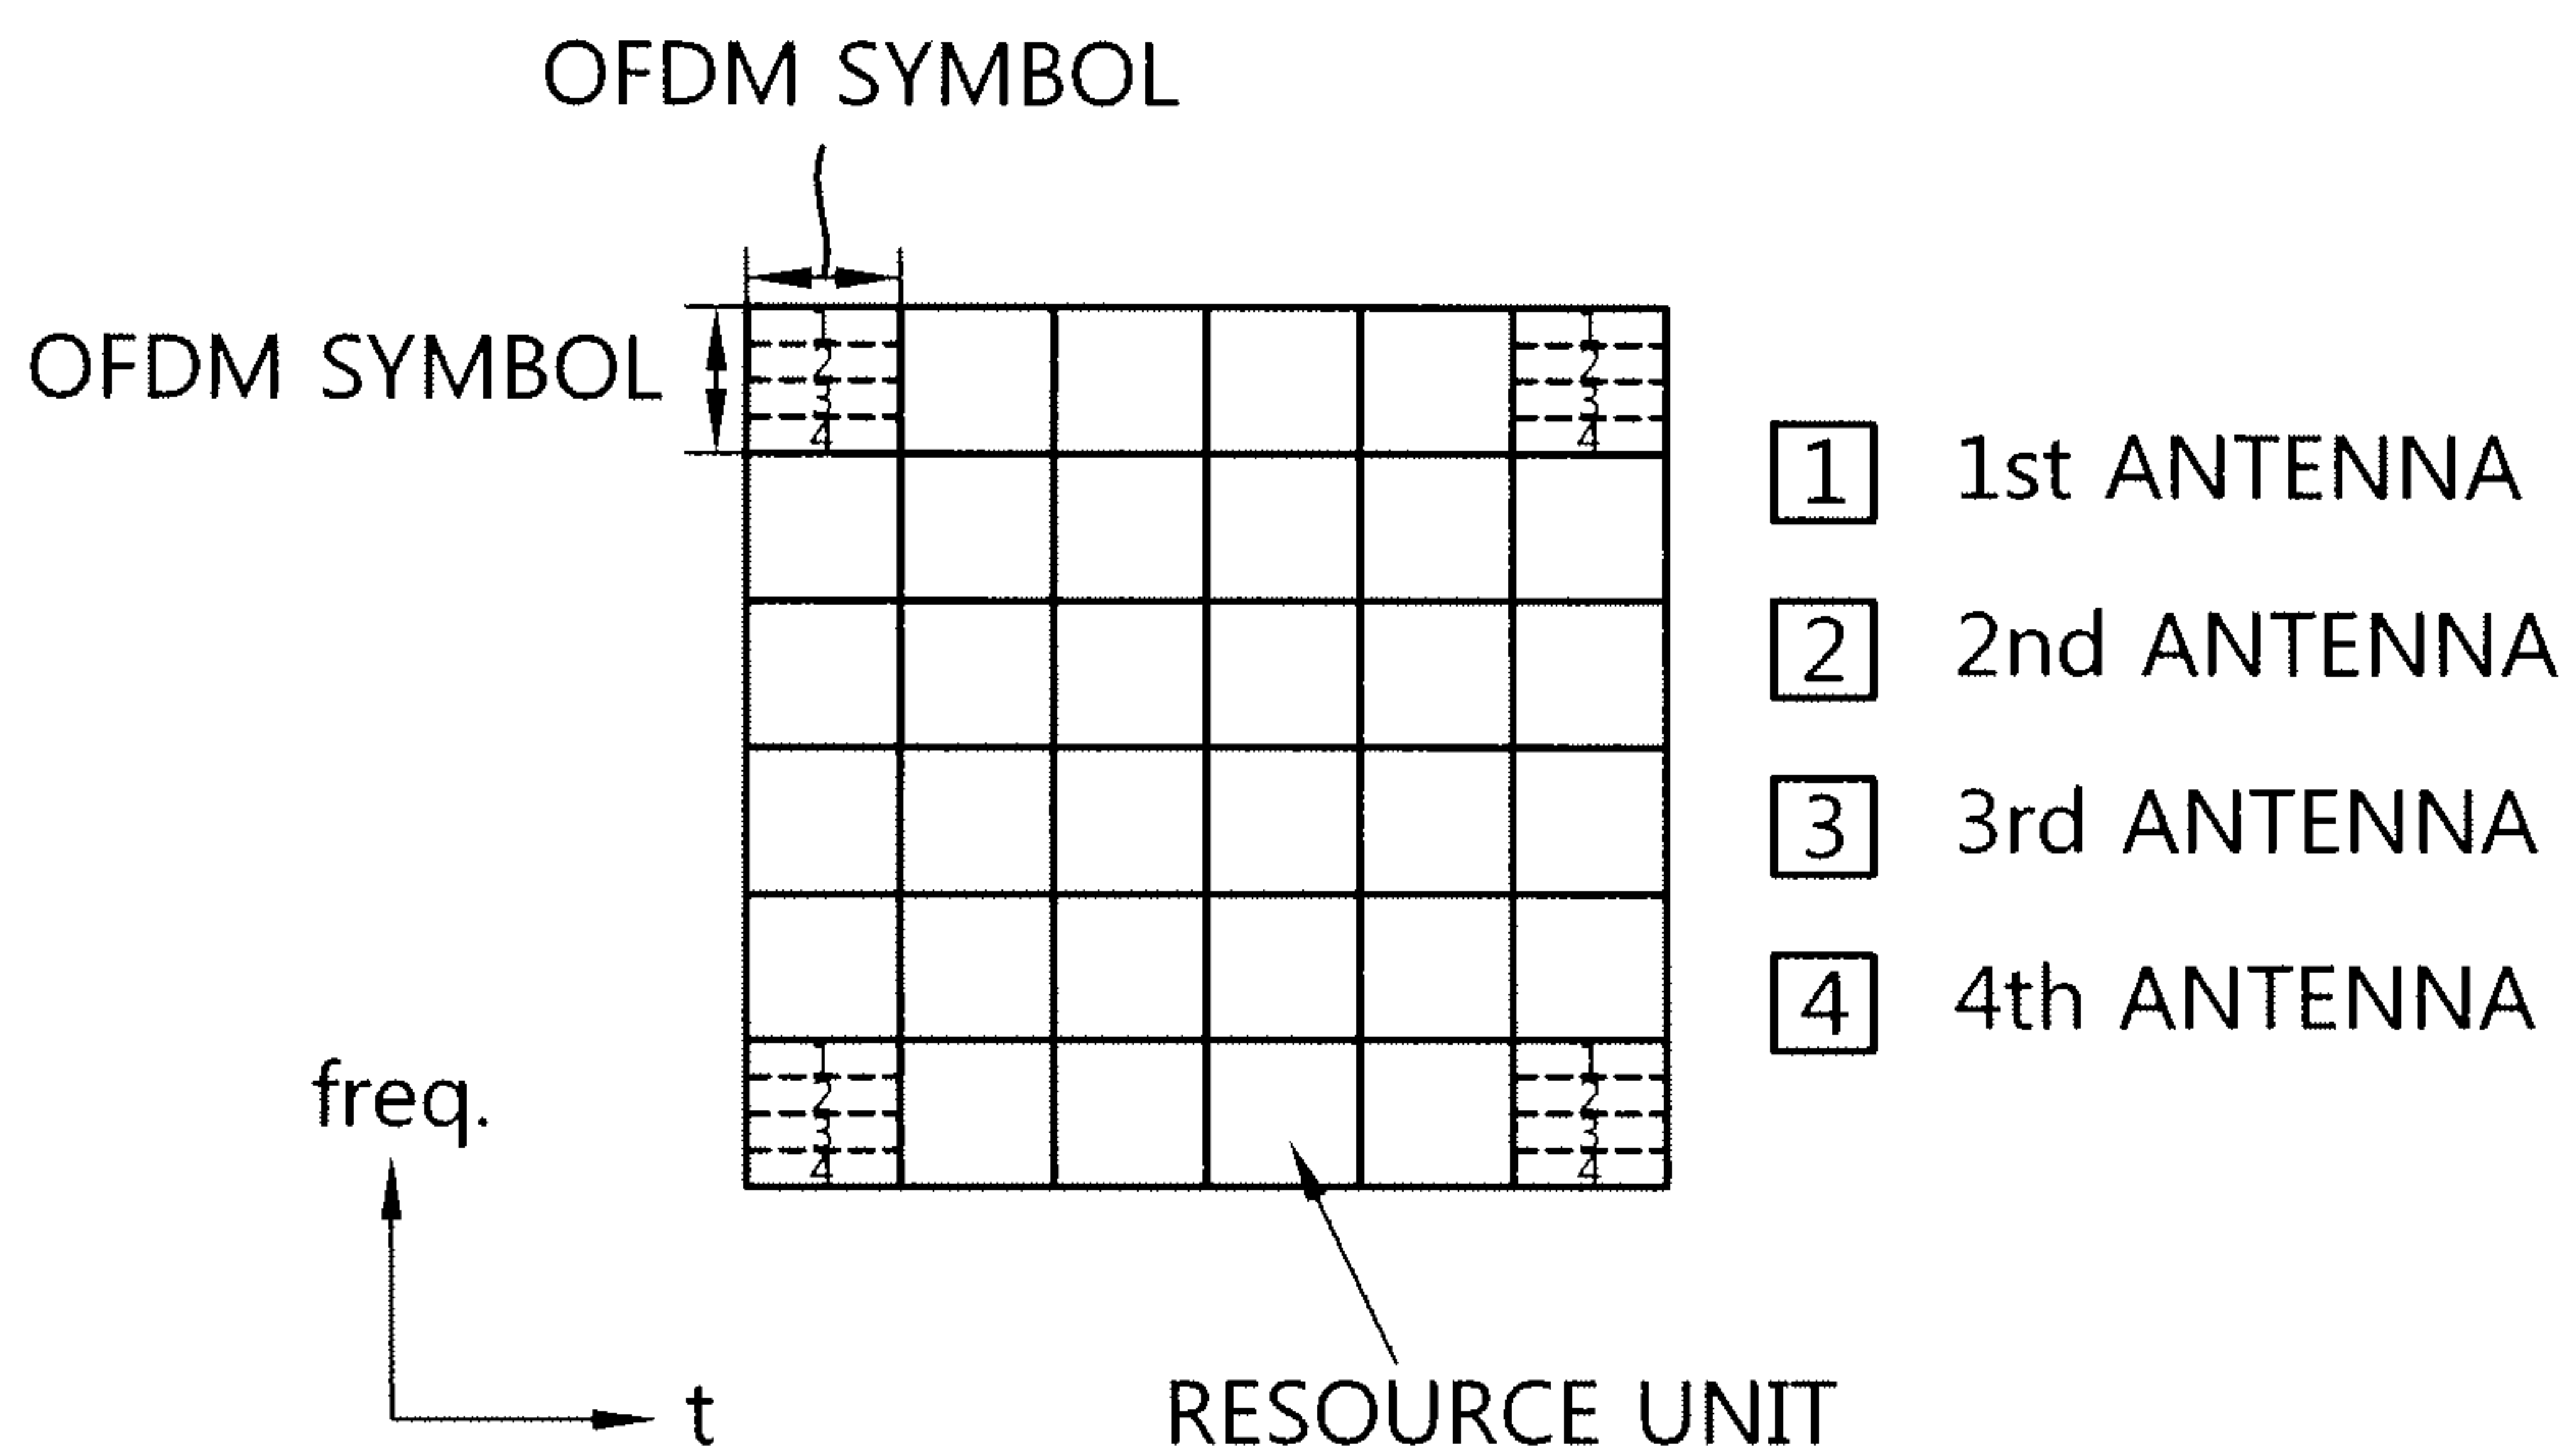 OFDM SYMBOL
OFDM SYMBOL
1
2
3
4
1
2
3
4
1 1st ANTENNA
2 2nd ANTENNA
3 3rd ANTENNA
4 4th ANTENNA
1
2
3
4
1
2
3
4
freq.
t
RESOURCE UNIT